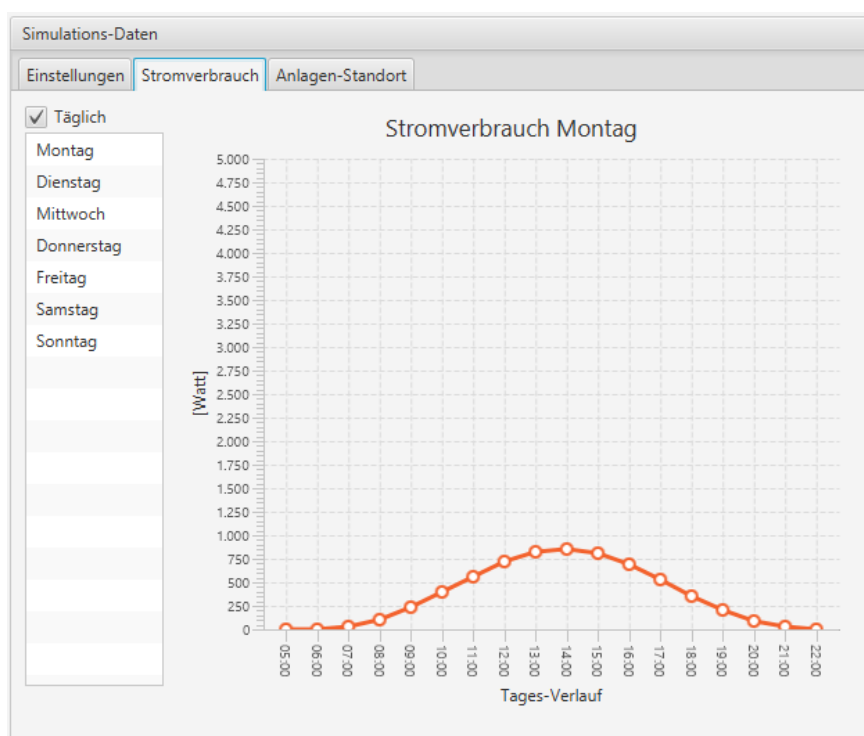 Simulations-Daten
Einstellungen Stromverbrauch Anlagen-Standort
Täglich
Montag
Dienstag
Mittwoch
Donnerstag
Freitag
Samstag
Sonntag
Stromverbrauch Montag
[Watt]
5.000
4.750
4.500
4.250
4.000
3.750
3.500
3.250
3.000
2.750
2.500
2.250
2.000
1.750
1.500
1.250
1.000
750
500
250
0
05:00 06:00 07:00 08:00 09:00 10:00 11:00 12:00 13:00 14:00 15:00 16:00 17:00 18:00 19:00 20:00 21:00 22:00
Tages-Verlauf